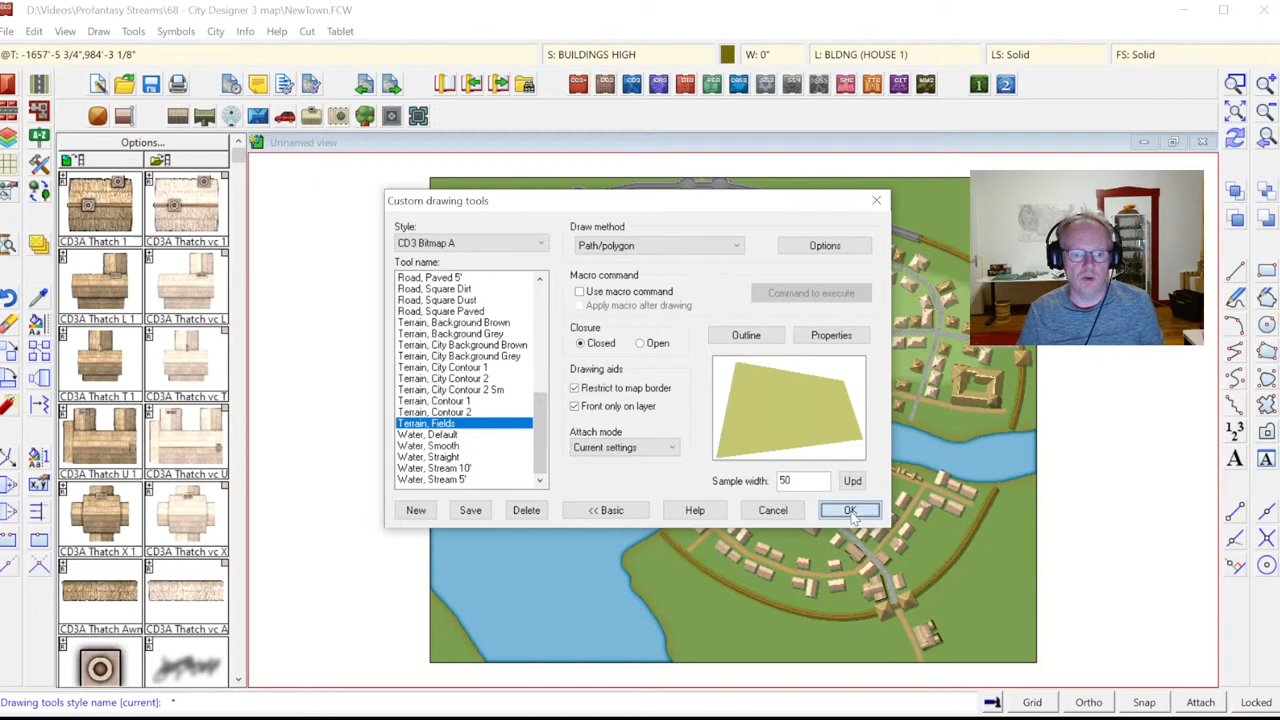 D:\Videos\Profantasy Streams\68 - City Designer 3 map\NewTown.FCW
File Edit View Draw Tools Symbols City Info Help Cut Tablet
@T: -1657'-5 3/4",984'-3 1/8" S: BUILDINGS HIGH W: 0" L: BLDNG (HOUSE 1) LS: Solid FS: Solid
Options...
Unnamed view
CD3A Thatch 1 CD3A Thatch vc 1
CD3A Thatch L 1 CD3A Thatch vc L
CD3A Thatch T 1 CD3A Thatch vc T
CD3A Thatch U 1 CD3A Thatch vc U
CD3A Thatch X 1 CD3A Thatch vc X
CD3A Thatch Awn CD3A Thatch vc A
Custom drawing tools
Style:
CD3 Bitmap A
Tool name:
Road, Paved 5'
Road, Square Dirt
Road, Square Dust
Road, Square Paved
Terrain, Background Brown
Terrain, Background Grey
Terrain, City Background Brown
Terrain, City Background Grey
Terrain, City Contour 1
Terrain, City Contour 2
Terrain, City Contour 2 Sm
Terrain, Contour 1
Terrain, Contour 2
Terrain, Fields
Water, Default
Water, Smooth
Water, Straight
Water, Stream 10'
Water, Stream 5'
Draw method
Path/polygon Options
Macro command
Use macro command
Apply macro after drawing
Command to execute
Closure
Closed Open
Outline Properties
Drawing aids
Restrict to map border
Front only on layer
Attach mode
Current settings
Sample width: 50 Upd
New Save Delete << Basic Help Cancel OK
Drawing tools style name [current]: *
Grid Ortho Snap Attach Locked